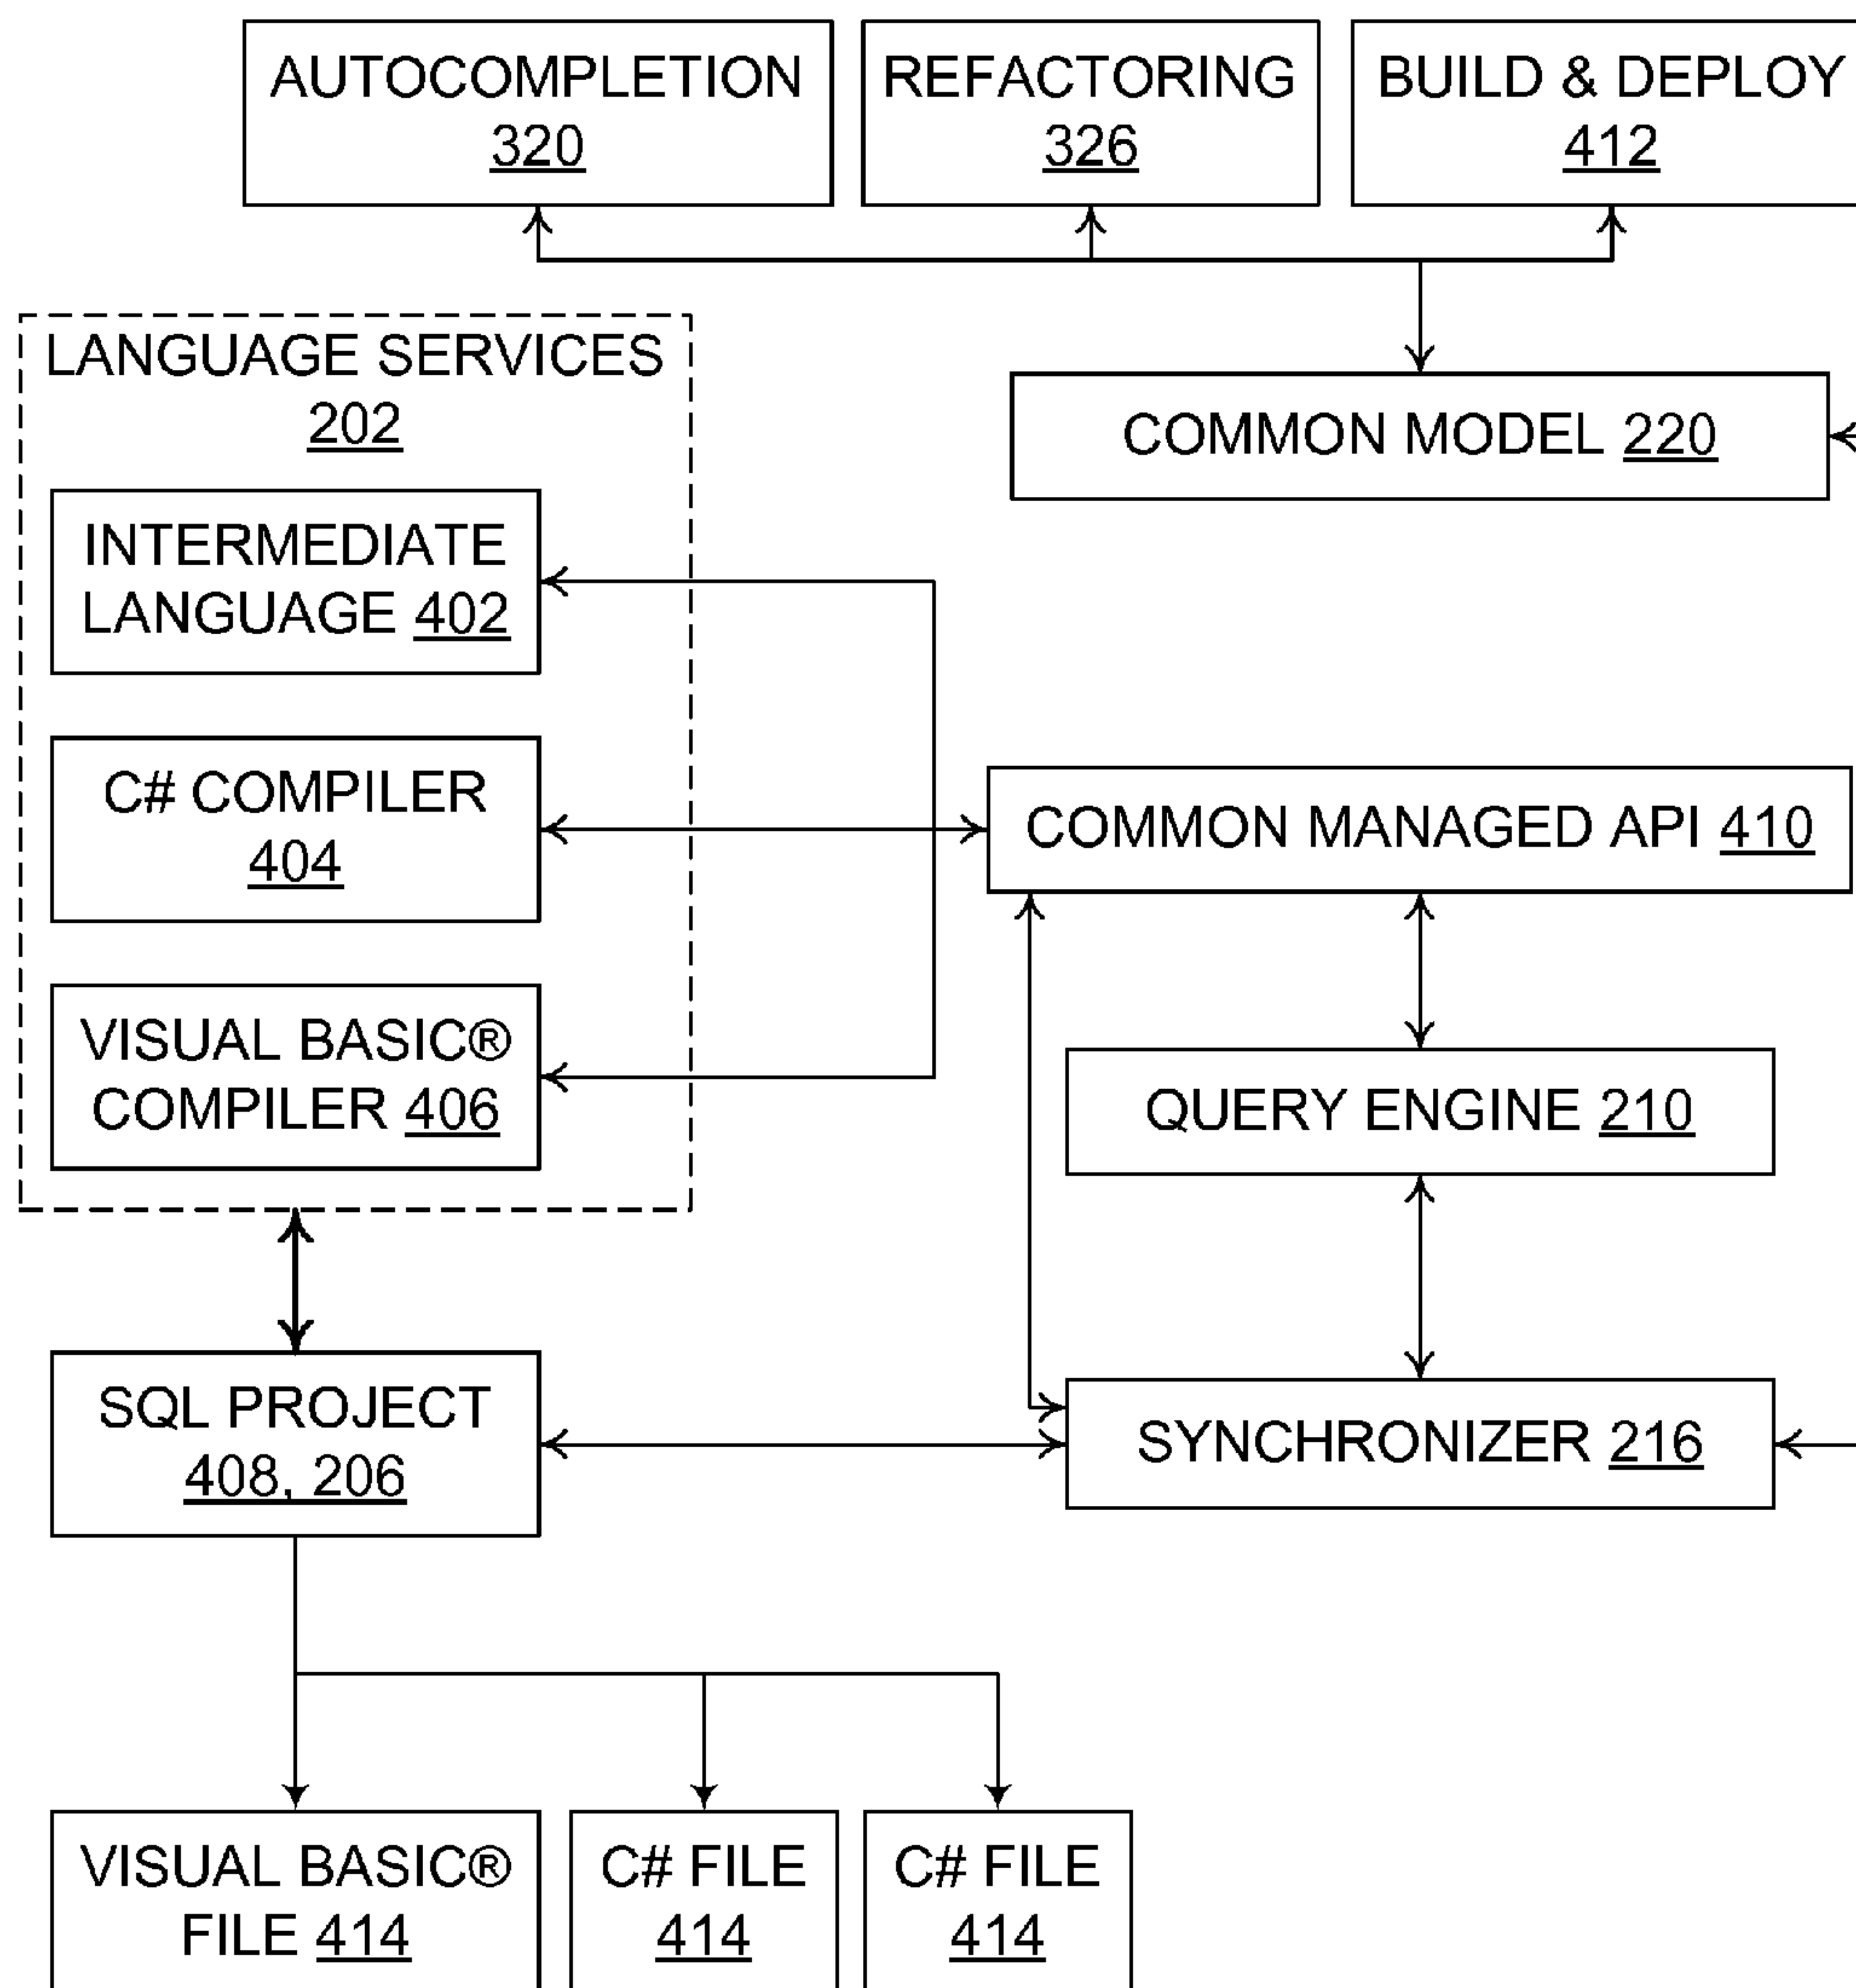 AUTOCOMPLETION
320
REFACTORING
326
BUILD & DEPLOY
412
LANGUAGE SERVICES
202
COMMON MODEL 220
INTERMEDIATE
LANGUAGE 402
C# COMPILER
404
COMMON MANAGED API 410
VISUAL BASIC®
COMPILER 406
QUERY ENGINE 210
SQL PROJECT
408, 206
SYNCHRONIZER 216
VISUAL BASIC®
FILE 414
C# FILE
414
C# FILE
414